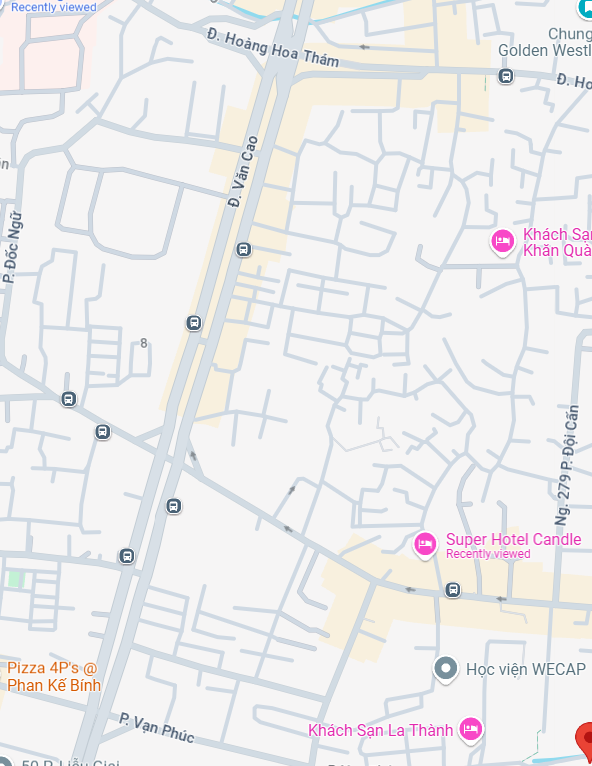 Recently viewed
Đ. Hoàng Hoa Thám
Chung
Golden Westl
Đ. Ho
Đ. Văn Cao
P. Đốc Ngữ
Khách Sạn
Khăn Quà
8
Ng. 279 P. Đội Cấn
Super Hotel Candle
Recently viewed
Pizza 4P's @
Phan Kế Bính
Học viện WECAP
P. Vạn Phúc
Khách Sạn La Thành
50 P. Liễu Giai